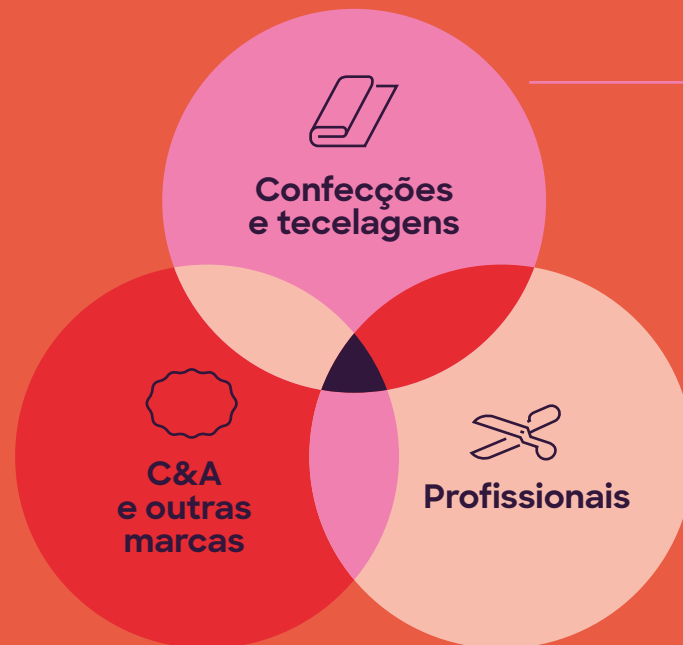 Confecções
e tecelagens
C&A
e outras
marcas
Profissionais